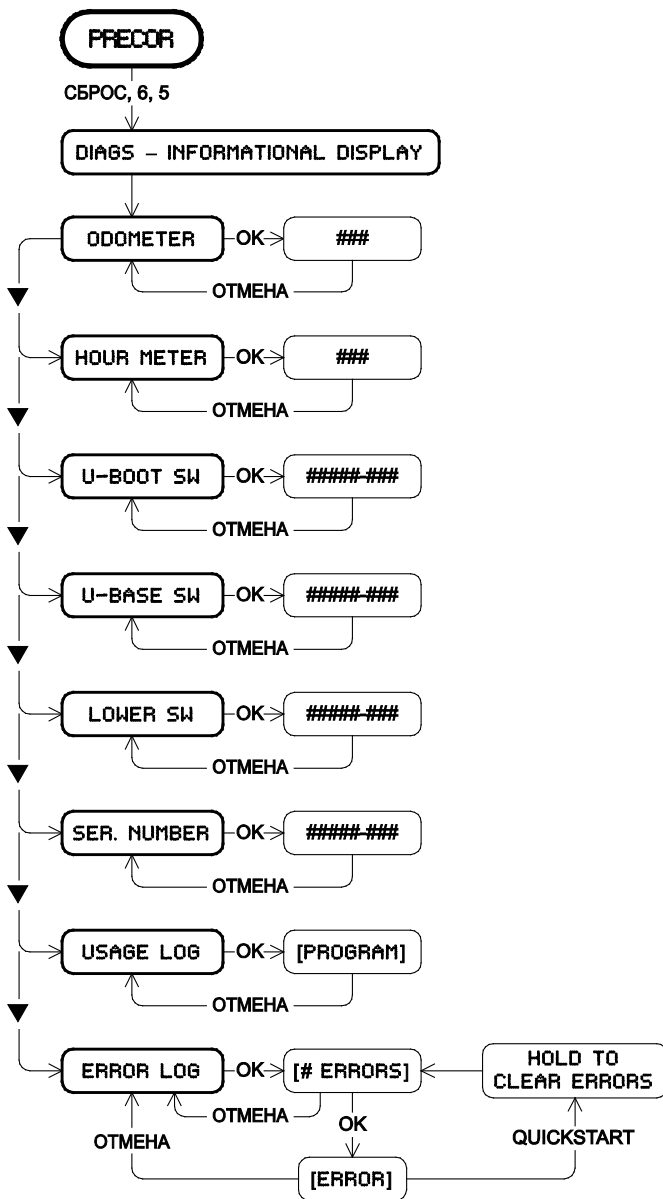 PRECOR
СБРОС, 6, 5
DIAGS - INFORMATIONAL DISPLAY
ODOMETER
OK
###
ОТМЕНА
HOUR METER
OK
###
ОТМЕНА
U-BOOT SW
OK
#####-###
ОТМЕНА
U-BASE SW
OK
#####-###
ОТМЕНА
LOWER SW
OK
#####-###
ОТМЕНА
SER. NUMBER
OK
#####-###
ОТМЕНА
USAGE LOG
OK
[PROGRAM]
ОТМЕНА
ERROR LOG
OK
[# ERRORS]
HOLD TO
CLEAR ERRORS
ОТМЕНА
OK
ОТМЕНА
QUICKSTART
[ERROR]